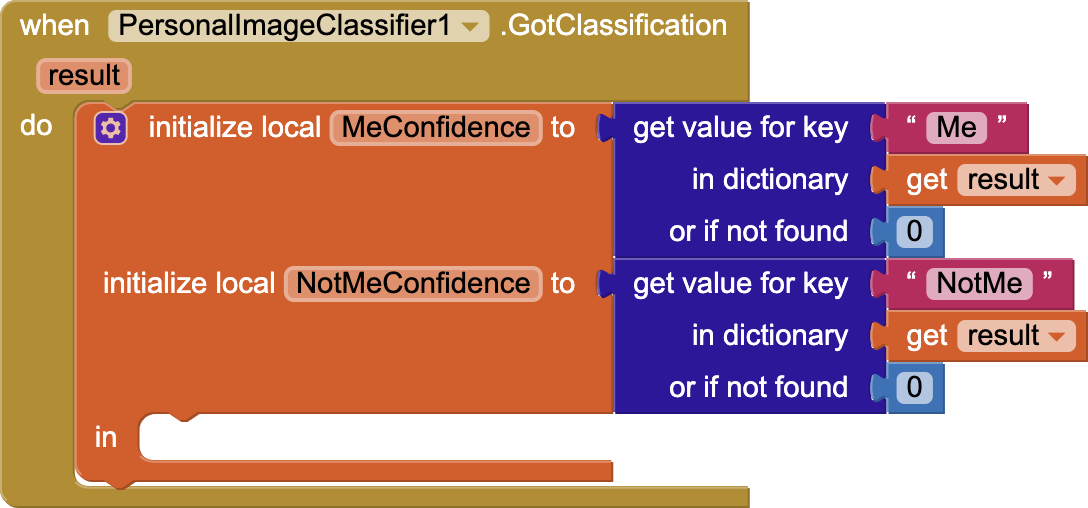 when PersonalImageClassifier1 .GotClassification
result
do initialize local MeConfidence to get value for key “ Me ”
in dictionary get result
or if not found 0
initialize local NotMeConfidence to get value for key “ NotMe ”
in dictionary get result
or if not found 0
in